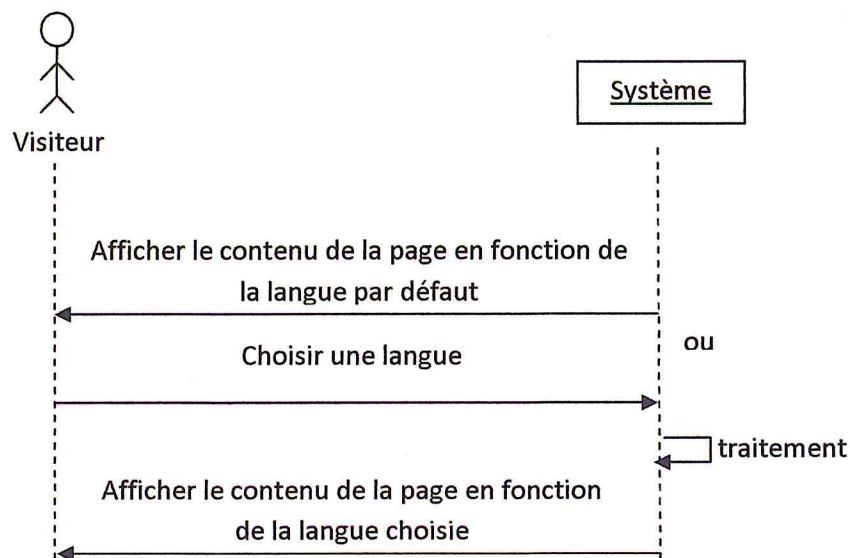 Système
Visiteur
Afficher le contenu de la page en fonction de
la langue par défaut
ou
Choisir une langue
traitement
Afficher le contenu de la page en fonction
de la langue choisie